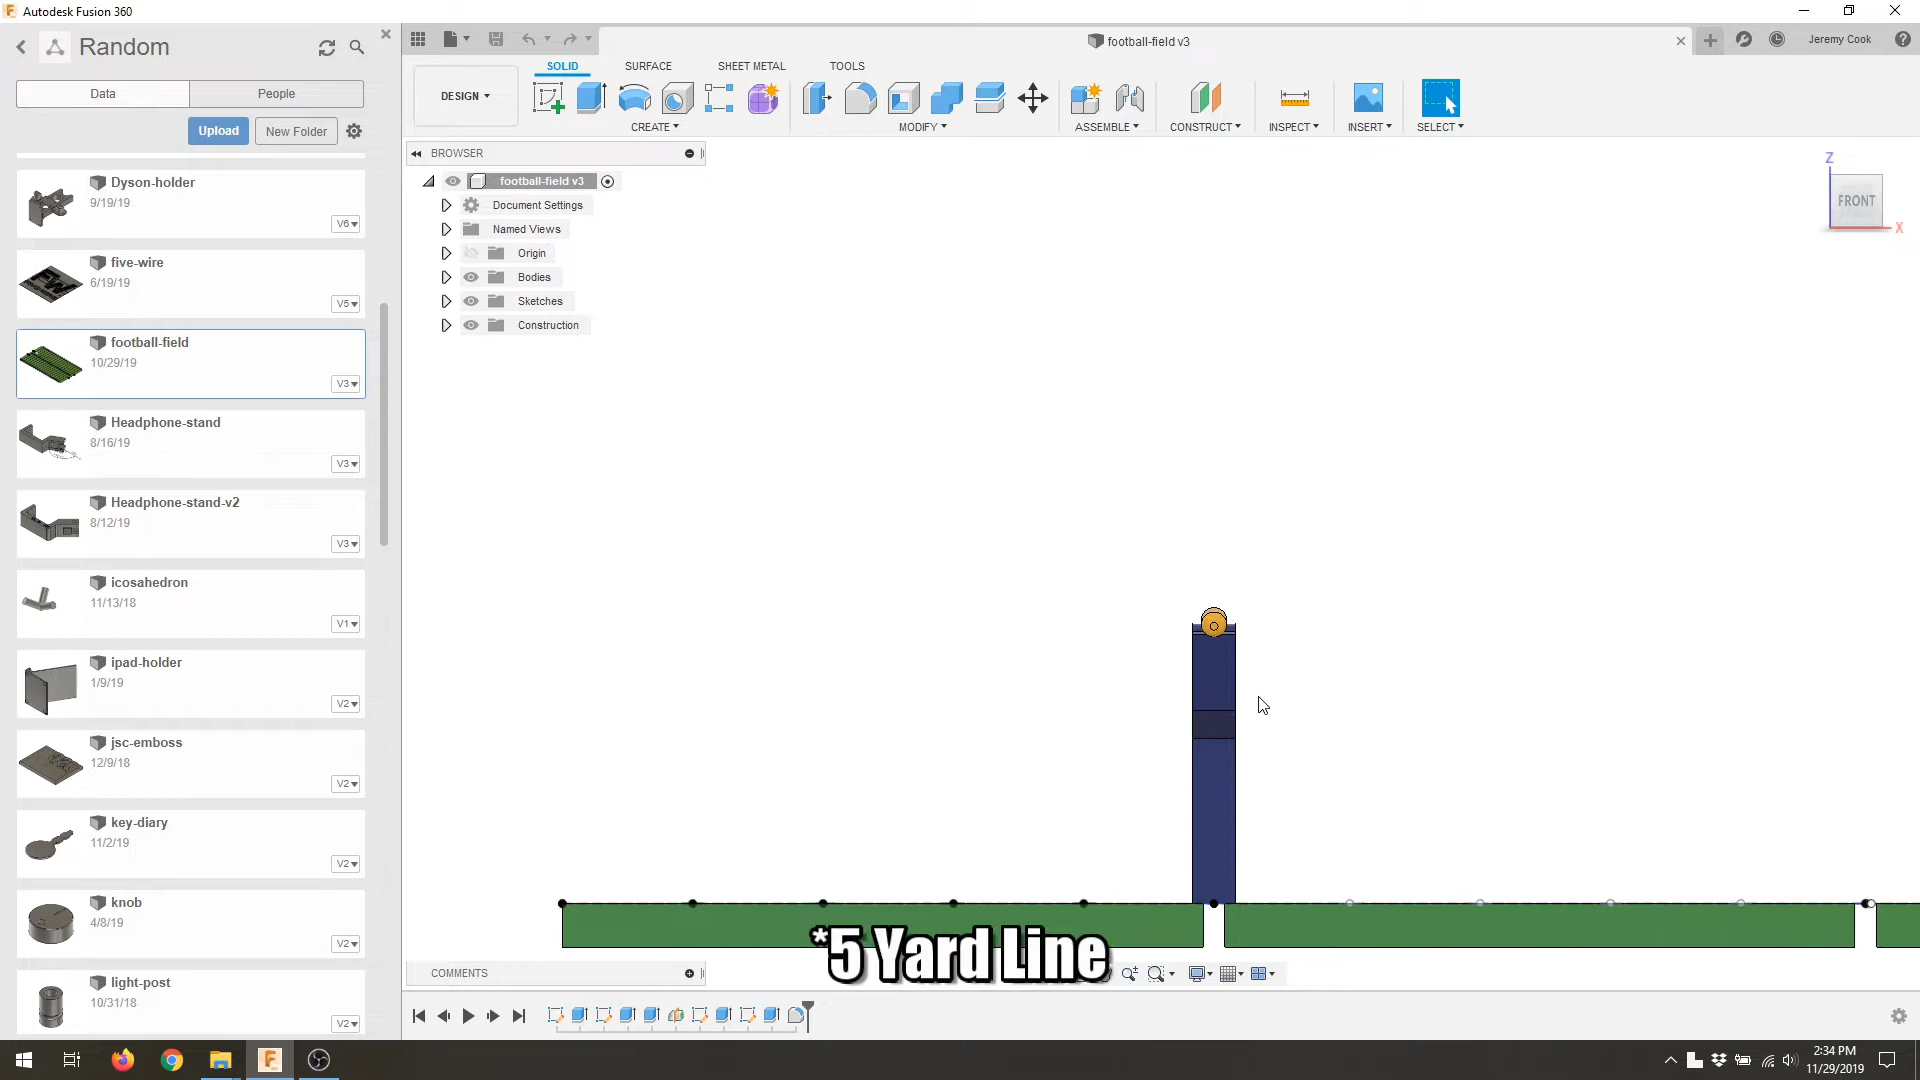 Autodesk Fusion 360
Random
Data
People
Upload
New Folder
Dyson-holder
9/19/19
V6
five-wire
6/19/19
V5
football-field
10/29/19
V3
Headphone-stand
8/16/19
V3
Headphone-stand-v2
8/12/19
V3
icosahedron
11/13/18
V1
ipad-holder
1/9/19
V2
jsc-emboss
12/9/18
V2
key-diary
11/2/19
V2
knob
4/8/19
V2
light-post
10/31/18
V2
football-field v3
Jeremy Cook
SOLID
SURFACE
SHEET METAL
TOOLS
DESIGN
CREATE
MODIFY
ASSEMBLE
CONSTRUCT
INSPECT
INSERT
SELECT
BROWSER
football-field v3
Document Settings
Named Views
Origin
Bodies
Sketches
Construction
Z
FRONT
X
*5 Yard Line
COMMENTS
2:34 PM
11/29/2019